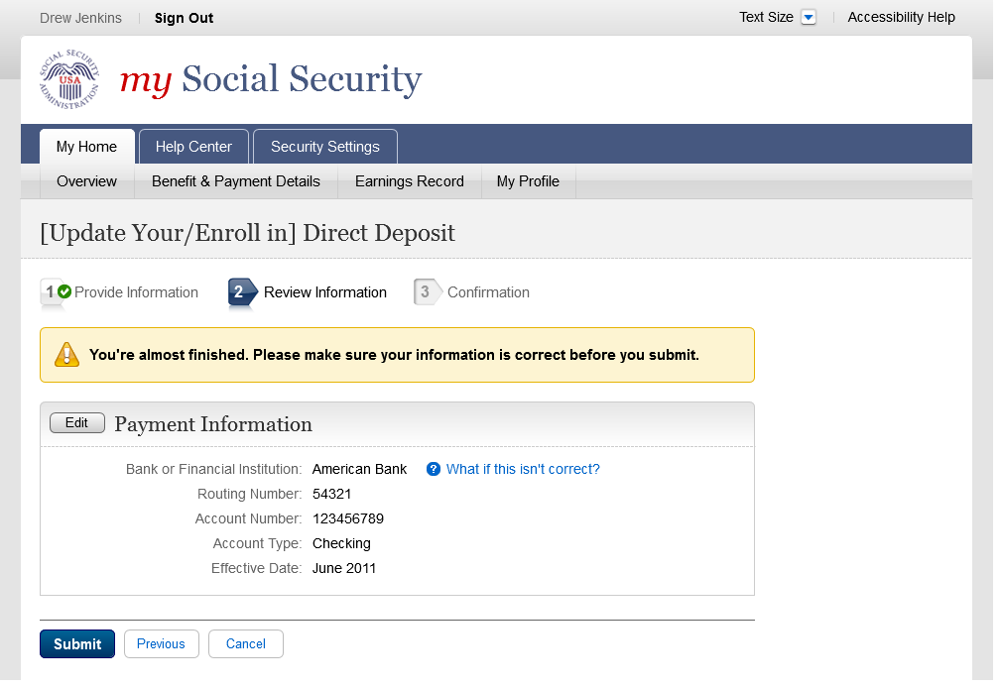 Drew Jenkins Sign Out Text Size Accessibility Help
SOCIAL SECURITY ADMINISTRATION
USA
my Social Security
My Home Help Center Security Settings
Overview Benefit & Payment Details Earnings Record My Profile
[Update Your/Enroll in] Direct Deposit
1 Provide Information 2 Review Information 3 Confirmation
You're almost finished. Please make sure your information is correct before you submit.
Edit Payment Information
Bank or Financial Institution: American Bank ? What if this isn't correct?
Routing Number: 54321
Account Number: 123456789
Account Type: Checking
Effective Date: June 2011
Submit Previous Cancel